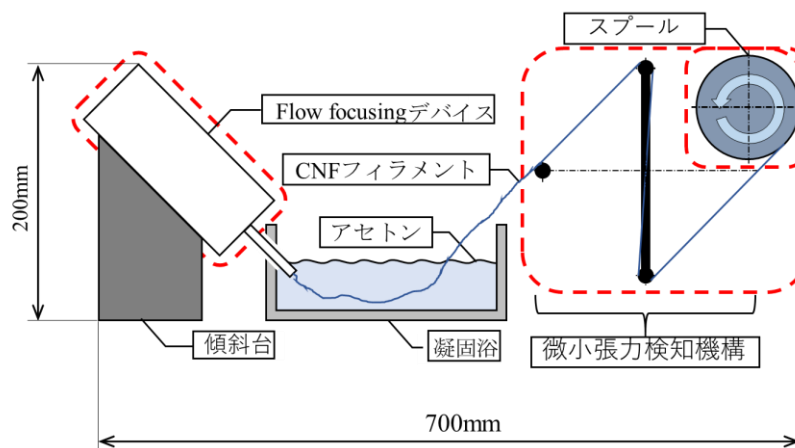 スプール
Flow focusingデバイス
CNFフィラメント
アセトン
200mm
傾斜台
凝固浴
微小張力検知機構
700mm